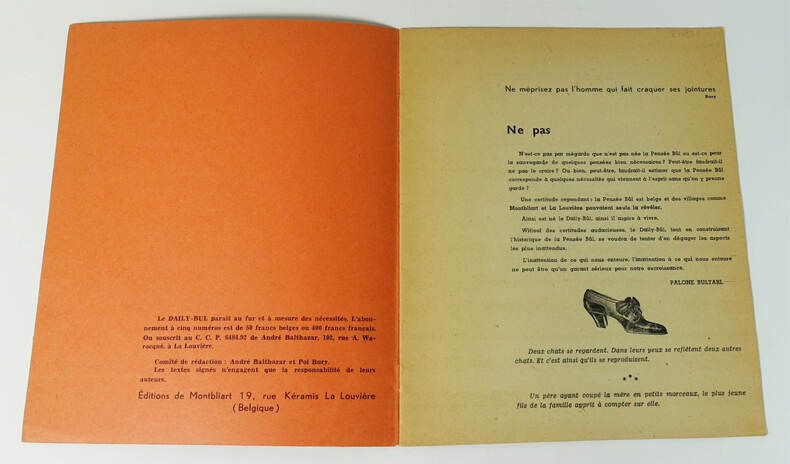 Le DAILY-BUL paraît au fur et à mesure des nécessités. L'abon-
nement à cinq numéros est de 50 francs belges ou 400 francs français.
On souscrit au C. C. P. 6484.92 de André Balthazar, 102, rue A. Wa-
rocqué, à La Louvière.
Comité de rédaction : André Balthazar et Pol Bury.
Les textes signés n'engagent que la responsabilité de leurs
auteurs.
Éditions de Montbliart 19, rue Kéramis La Louvière
(Belgique)
Ne méprisez pas l'homme qui fait craquer ses jointures
Bury
Ne pas
N'est-ce pas par mégarde que n'est pas née la Pensée Bûl ou est-ce pour
la sauvegarde de quelques pensées bien nécessaires ? Peut-être faudrait-il
ne pas le croire ? Ou bien, peut-être, faudrait-il estimer que la Pensée Bûl
corresponde à quelques nécessités qui viennent à l'esprit sans qu'on y prenne
garde ?
Une certitude cependant : la Pensée Bûl est belge et des villages comme
Montbliart et La Louvière pouvaient seuls la révéler.
Ainsi est né le Daily-Bûl, ainsi il aspire à vivre.
Witloof des certitudes audacieuses, le Daily-Bûl, tout en construisant
l'historique de la Pensée Bûl, se voudra de tenter d'en dégager les aspects
les plus inattendus.
L'inattention de ce qui nous entoure, l'inattention à ce qui nous entoure
ne peut être qu'un garant sérieux pour notre
PALONE BULTARI.
Deux chats se regardent. Dans leurs yeux se reflètent deux autres
chats. Et c'est ainsi qu'ils se reproduisent.
***
Un père ayant coupé la mère en petits morceaux, le plus jeune
fils de la famille apprit à compter sur elle.